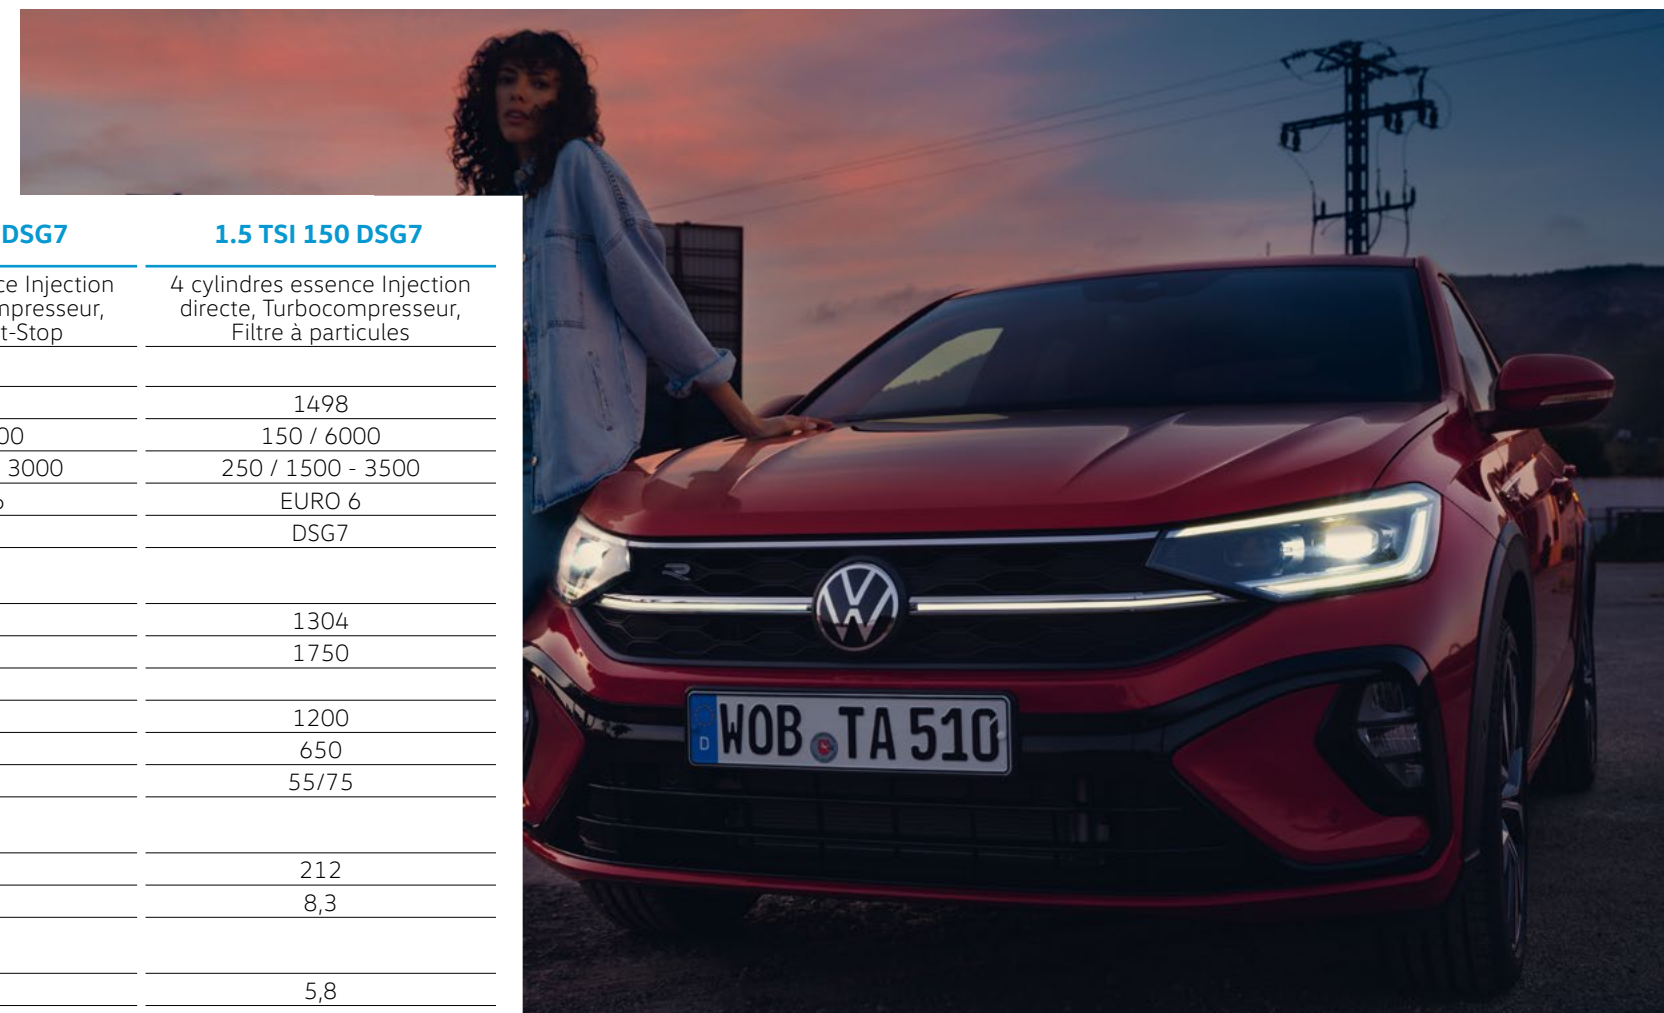 DSG7
ce Injection
mpresseur,
t-Stop
00
3000
1.5 TSI 150 DSG7
4 cylindres essence Injection
directe, Turbocompresseur,
Filtre à particules
1498
150 / 6000
250 / 1500 - 3500
EURO 6
DSG7
1304
1750
1200
650
55/75
212
8,3
5,8
R
D WOB TA 510